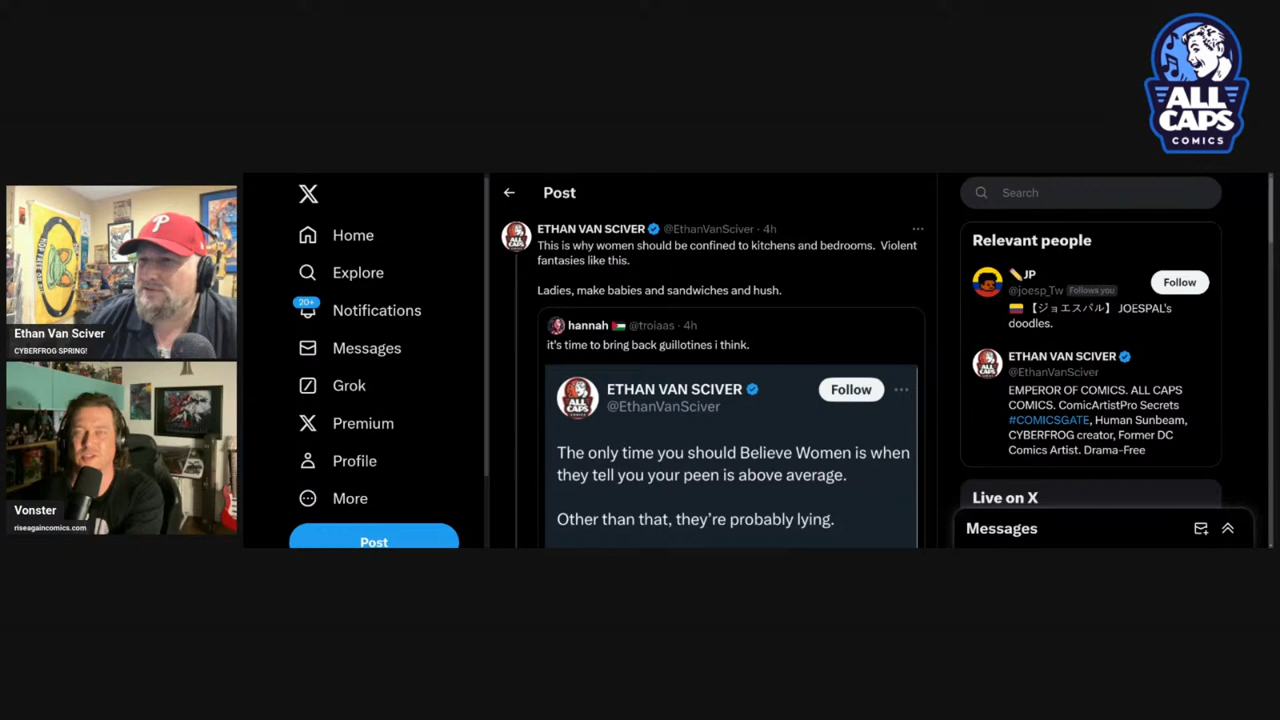 ALL
CAPS
COMICS
Ethan Van Sciver
CYBERFROG SPRING!
Vonster
riseagaincomics.com
Home
Explore
20+
Notifications
Messages
Grok
Premium
Profile
More
Post
Post
ETHAN VAN SCIVER @EthanVanSciver · 4h
This is why women should be confined to kitchens and bedrooms. Violent
fantasies like this.
Ladies, make babies and sandwiches and hush.
hannah @troiaas · 4h
it's time to bring back guillotines i think.
ETHAN VAN SCIVER
@EthanVanSciver
Follow
The only time you should Believe Women is when
they tell you your peen is above average.
Other than that, they're probably lying.
Search
Relevant people
JP
@joesp_Tw Follows you
Follow
【ジョエスパル】 JOESPAL's
doodles.
ETHAN VAN SCIVER
@EthanVanSciver
EMPEROR OF COMICS. ALL CAPS
COMICS. ComicArtistPro Secrets
#COMICSGATE, Human Sunbeam,
CYBERFROG creator, Former DC
Comics Artist. Drama-Free
Live on X
Messages